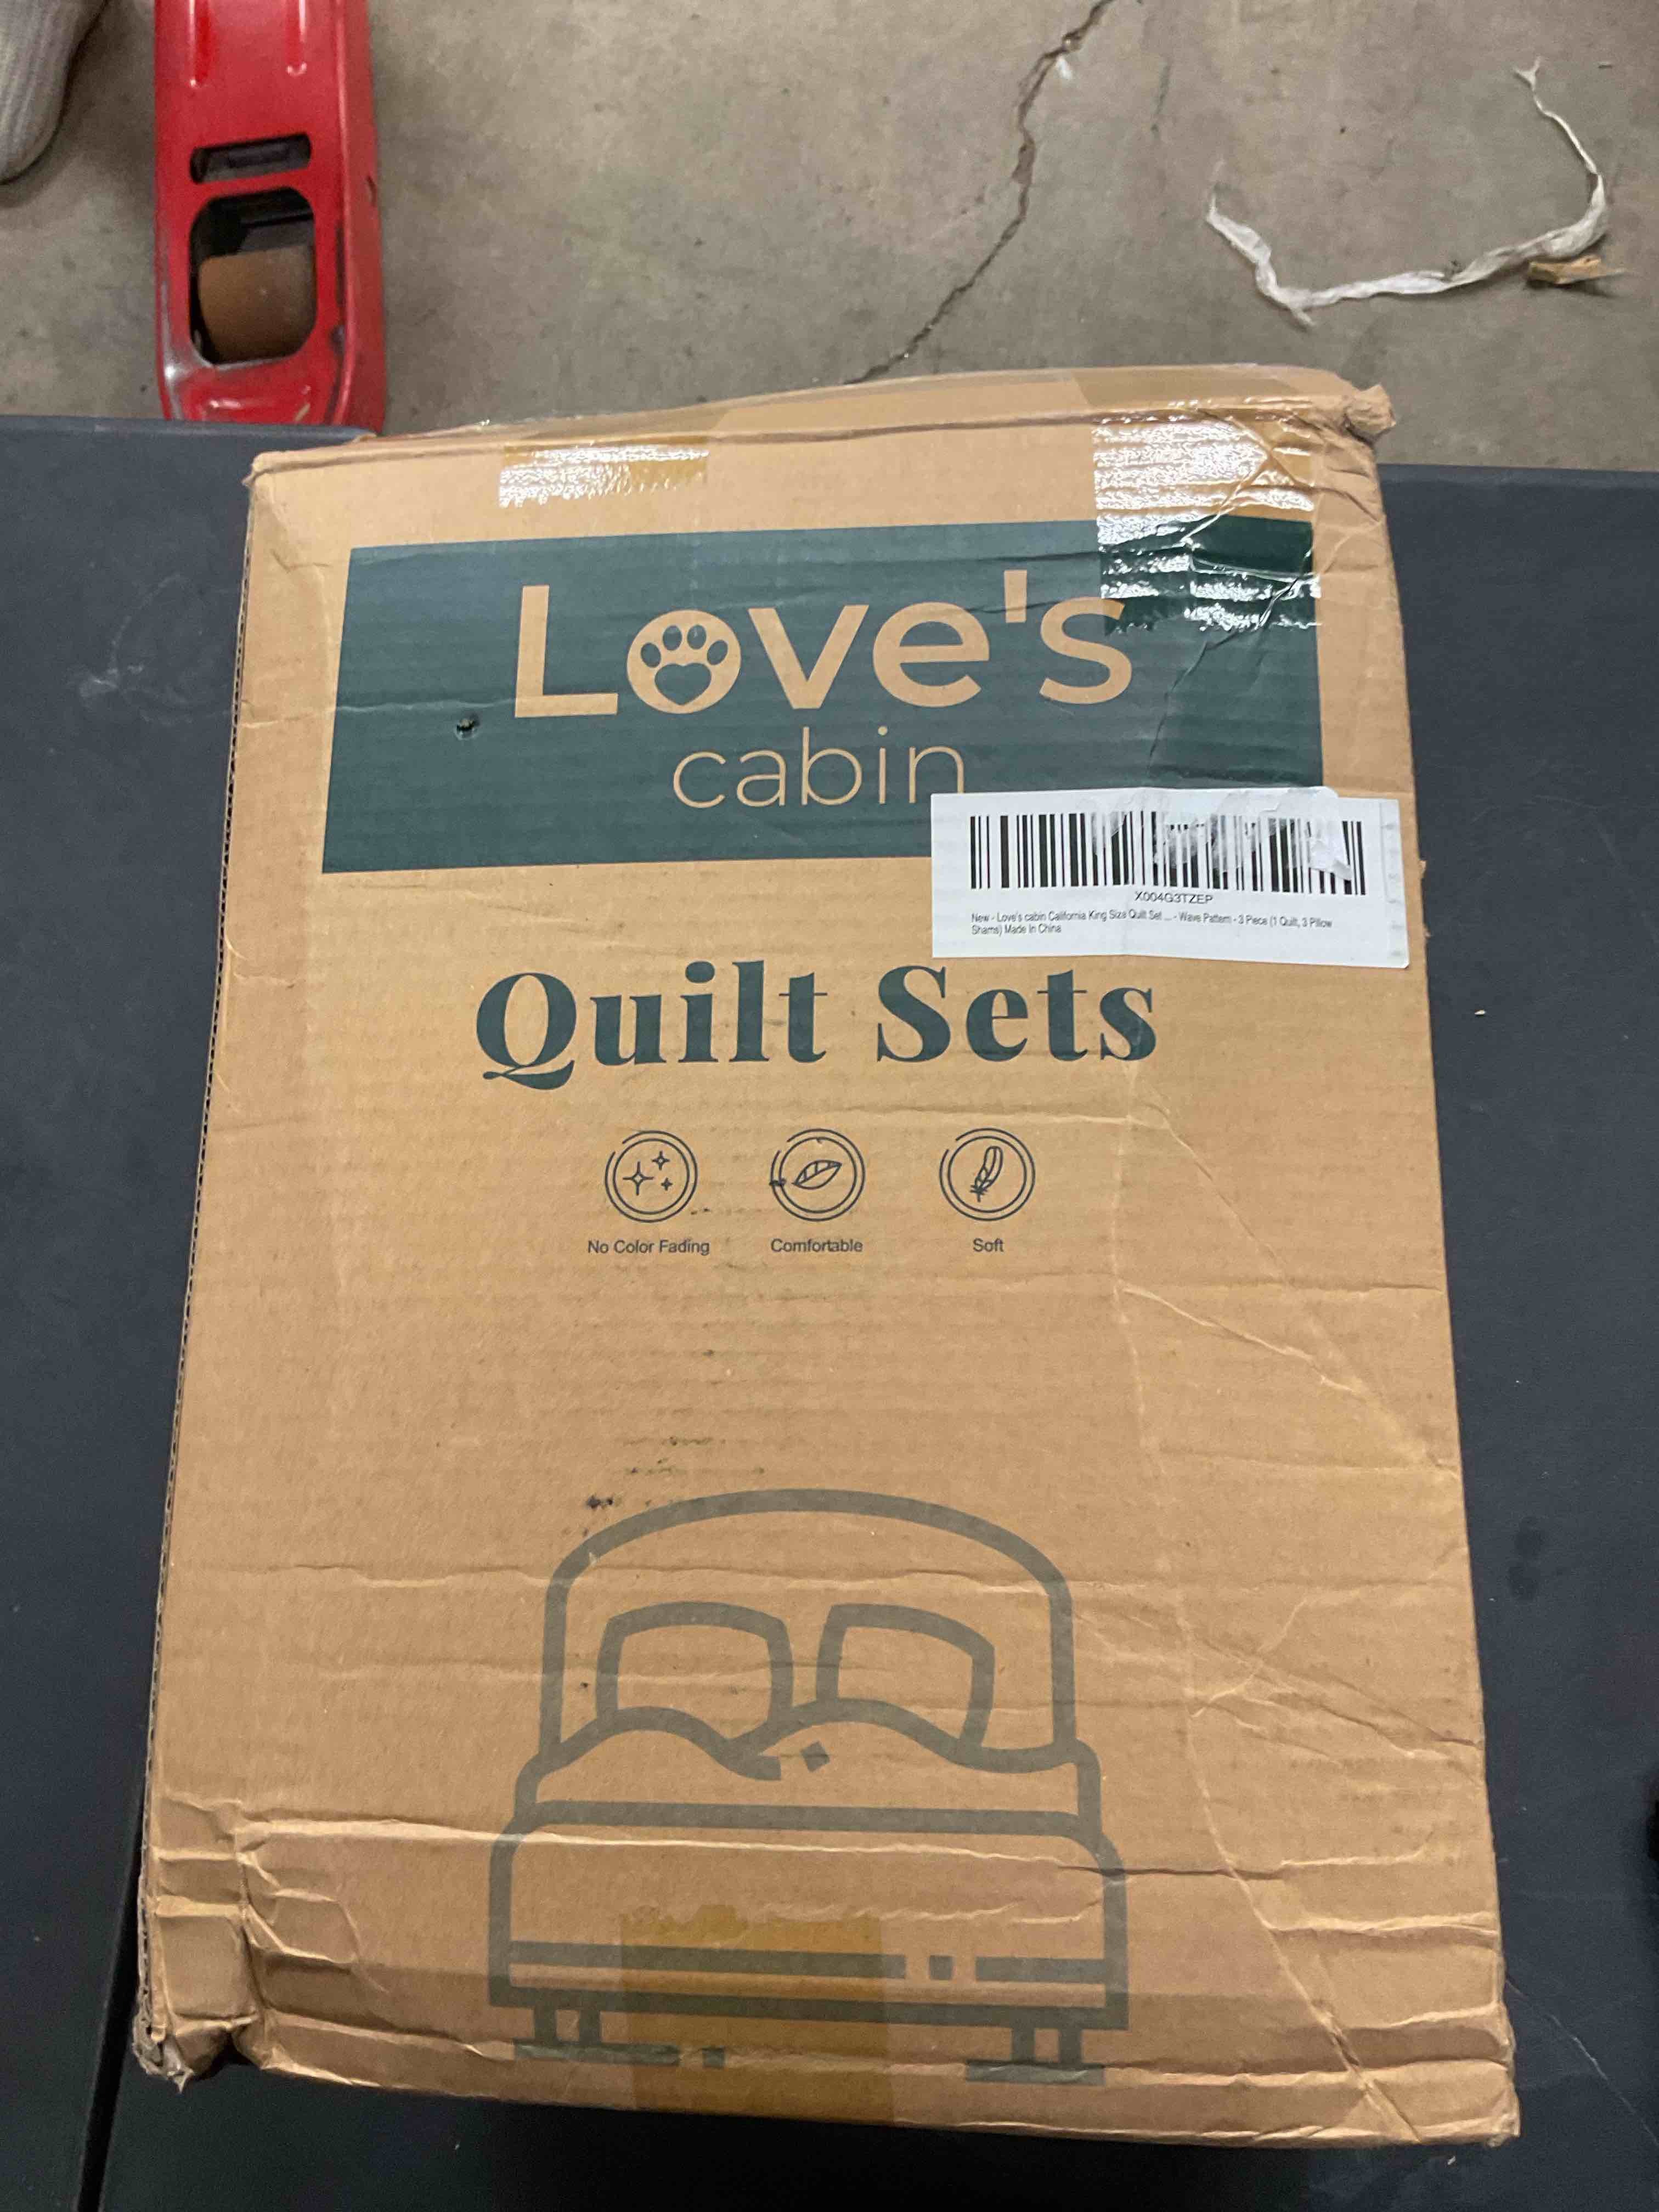 Love's
cabin
X004G3TZEP
New - Love's cabin California King Size Quilt Set ... - Wave Pattern - 3 Piece (1 Quilt, 3 Pillow
Shams) Made In China
Quilt Sets
No Color Fading Comfortable Soft